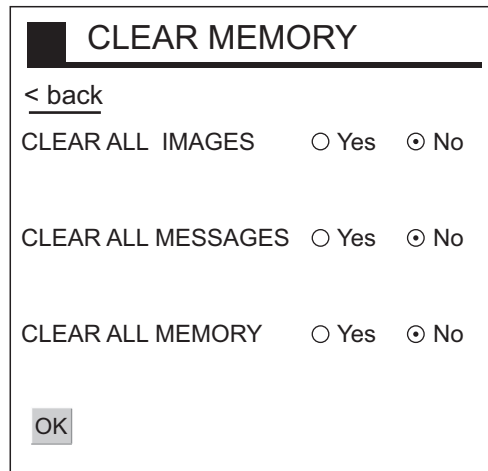 CLEAR MEMORY
< back
CLEAR ALL IMAGES Yes No
CLEAR ALL MESSAGES Yes No
CLEAR ALL MEMORY Yes No
OK